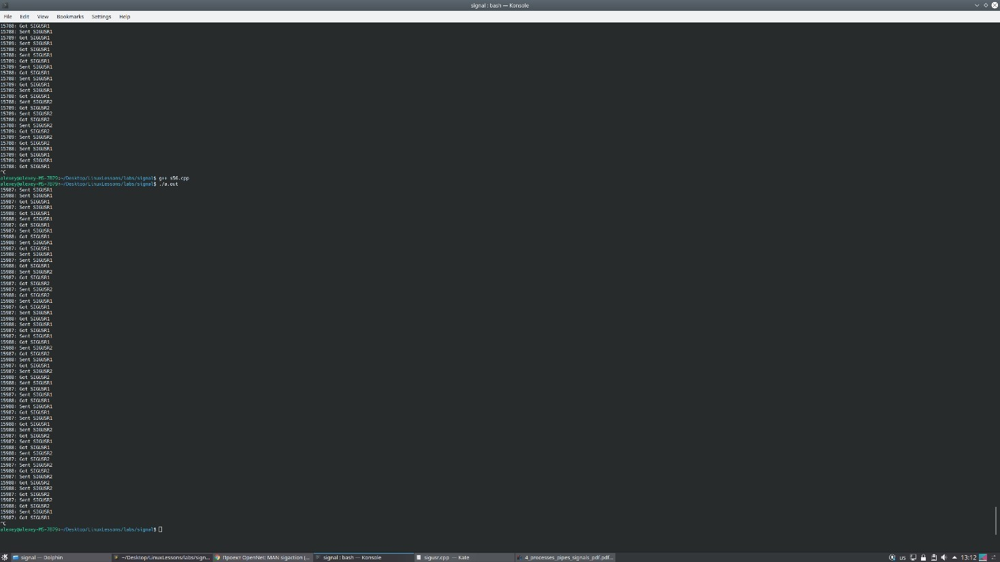 signal : bash — Konsole
File Edit View Bookmarks Settings Help
15788: Got SIGUSR1
15788: Sent SIGUSR1
15789: Got SIGUSR1
15789: Sent SIGUSR1
15788: Got SIGUSR1
15788: Sent SIGUSR1
15789: Got SIGUSR1
15789: Sent SIGUSR1
15788: Got SIGUSR1
15788: Sent SIGUSR1
15789: Got SIGUSR1
15789: Sent SIGUSR1
15788: Got SIGUSR1
15788: Sent SIGUSR2
15789: Got SIGUSR2
15789: Sent SIGUSR2
15788: Got SIGUSR2
15788: Sent SIGUSR2
15789: Got SIGUSR2
15789: Sent SIGUSR2
15788: Got SIGUSR2
15788: Sent SIGUSR1
15789: Got SIGUSR1
15789: Sent SIGUSR1
15788: Got SIGUSR1
^C
alexey@alexey-MS-7B79:~/Desktop/LinuxLessons/labs/signal$ g++ s56.cpp
alexey@alexey-MS-7B79:~/Desktop/LinuxLessons/labs/signal$ ./a.out
15987: Sent SIGUSR1
15988: Sent SIGUSR1
15987: Got SIGUSR1
15987: Sent SIGUSR1
15988: Got SIGUSR1
15988: Sent SIGUSR1
15987: Got SIGUSR1
15987: Sent SIGUSR1
15988: Got SIGUSR1
15988: Sent SIGUSR1
15987: Got SIGUSR1
15988: Sent SIGUSR1
15987: Sent SIGUSR1
15988: Got SIGUSR1
15988: Sent SIGUSR2
15987: Got SIGUSR1
15987: Got SIGUSR2
15987: Sent SIGUSR2
15988: Got SIGUSR2
15988: Sent SIGUSR1
15987: Got SIGUSR1
15987: Sent SIGUSR1
15988: Got SIGUSR1
15988: Sent SIGUSR1
15987: Got SIGUSR1
15987: Sent SIGUSR1
15988: Got SIGUSR1
15988: Sent SIGUSR2
15987: Got SIGUSR2
15988: Sent SIGUSR1
15987: Got SIGUSR1
15987: Sent SIGUSR2
15988: Got SIGUSR2
15988: Sent SIGUSR1
15987: Got SIGUSR1
15987: Sent SIGUSR1
15988: Got SIGUSR1
15988: Sent SIGUSR1
15987: Got SIGUSR1
15987: Sent SIGUSR1
15988: Got SIGUSR1
15988: Sent SIGUSR2
15987: Got SIGUSR2
15987: Sent SIGUSR1
15988: Got SIGUSR1
15988: Sent SIGUSR2
15987: Got SIGUSR2
15987: Sent SIGUSR2
15988: Got SIGUSR2
15987: Sent SIGUSR2
15988: Got SIGUSR2
15988: Sent SIGUSR2
15987: Got SIGUSR2
15987: Sent SIGUSR2
15988: Got SIGUSR2
15988: Sent SIGUSR1
15987: Got SIGUSR1
^C
alexey@alexey-MS-7B79:~/Desktop/LinuxLessons/labs/signal$
signal — Dolphin ~/Desktop/LinuxLessons/labs/sign... Проект OpenNet: MAN sigaction (... signal : bash — Konsole sigusr.cpp — Kate 4_processes_pipes_signals_pdf.pdf... us 13:12